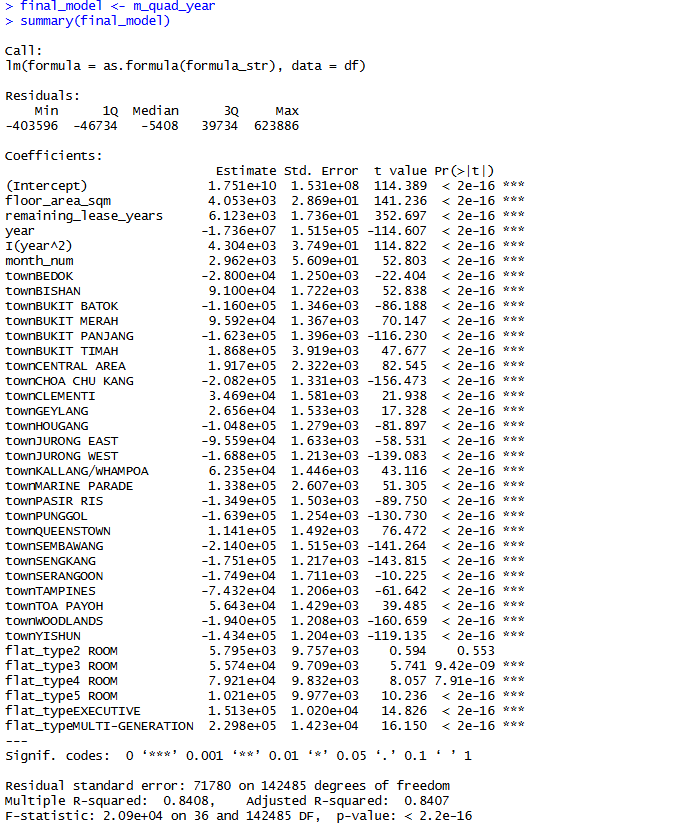 > final_model <- m_quad_year
> summary(final_model)
Call:
lm(formula = as.formula(formula_str), data = df)
Residuals:
Min 1Q Median 3Q Max
-403596 -46734 -5408 39734 623886
Coefficients:
Estimate Std. Error t value Pr(>|t|)
(Intercept) 1.751e+10 1.531e+08 114.389 < 2e-16 ***
floor_area_sqm 4.053e+03 2.869e+01 141.236 < 2e-16 ***
remaining_lease_years 6.123e+03 1.736e+01 352.697 < 2e-16 ***
year -1.736e+07 1.515e+05 -114.607 < 2e-16 ***
I(year^2) 4.304e+03 3.749e+01 114.822 < 2e-16 ***
month_num 2.962e+03 5.609e+01 52.803 < 2e-16 ***
townBEDOK -2.800e+04 1.250e+03 -22.404 < 2e-16 ***
townBISHAN 9.100e+04 1.722e+03 52.838 < 2e-16 ***
townBUKIT BATOK -1.160e+05 1.346e+03 -86.188 < 2e-16 ***
townBUKIT MERAH 9.592e+04 1.367e+03 70.147 < 2e-16 ***
townBUKIT PANJANG -1.623e+05 1.396e+03 -116.230 < 2e-16 ***
townBUKIT TIMAH 1.868e+05 3.919e+03 47.677 < 2e-16 ***
townCENTRAL AREA 1.917e+05 2.322e+03 82.545 < 2e-16 ***
townCHOA CHU KANG -2.082e+05 1.331e+03 -156.473 < 2e-16 ***
townCLEMENTI 3.469e+04 1.581e+03 21.938 < 2e-16 ***
townGEYLANG 2.656e+04 1.533e+03 17.328 < 2e-16 ***
townHOUGANG -1.048e+05 1.279e+03 -81.897 < 2e-16 ***
townJURONG EAST -9.559e+04 1.633e+03 -58.531 < 2e-16 ***
townJURONG WEST -1.688e+05 1.213e+03 -139.083 < 2e-16 ***
townKALLANG/WHAMPOA 6.235e+04 1.446e+03 43.116 < 2e-16 ***
townMARINE PARADE 1.338e+05 2.607e+03 51.305 < 2e-16 ***
townPASIR RIS -1.349e+05 1.503e+03 -89.750 < 2e-16 ***
townPUNGGOL -1.639e+05 1.254e+03 -130.730 < 2e-16 ***
townQUEENSTOWN 1.141e+05 1.492e+03 76.472 < 2e-16 ***
townSEMBAWANG -2.140e+05 1.515e+03 -141.264 < 2e-16 ***
townSENGKANG -1.751e+05 1.217e+03 -143.815 < 2e-16 ***
townSERANGOON -1.749e+04 1.711e+03 -10.225 < 2e-16 ***
townTAMPINES -7.432e+04 1.206e+03 -61.642 < 2e-16 ***
townTOA PAYOH 5.643e+04 1.429e+03 39.485 < 2e-16 ***
townWOODLANDS -1.940e+05 1.208e+03 -160.659 < 2e-16 ***
townYISHUN -1.434e+05 1.204e+03 -119.135 < 2e-16 ***
flat_type2 ROOM 5.795e+03 9.757e+03 0.594 0.553
flat_type3 ROOM 5.574e+04 9.709e+03 5.741 9.42e-09 ***
flat_type4 ROOM 7.921e+04 9.832e+03 8.057 7.91e-16 ***
flat_type5 ROOM 1.021e+05 9.977e+03 10.236 < 2e-16 ***
flat_typeEXECUTIVE 1.513e+05 1.020e+04 14.826 < 2e-16 ***
flat_typeMULTI-GENERATION 2.298e+05 1.423e+04 16.150 < 2e-16 ***
---
Signif. codes: 0 ‘***’ 0.001 ‘**’ 0.01 ‘*’ 0.05 ‘.’ 0.1 ‘ ’ 1
Residual standard error: 71780 on 142485 degrees of freedom
Multiple R-squared: 0.8408, Adjusted R-squared: 0.8407
F-statistic: 2.09e+04 on 36 and 142485 DF, p-value: < 2.2e-16